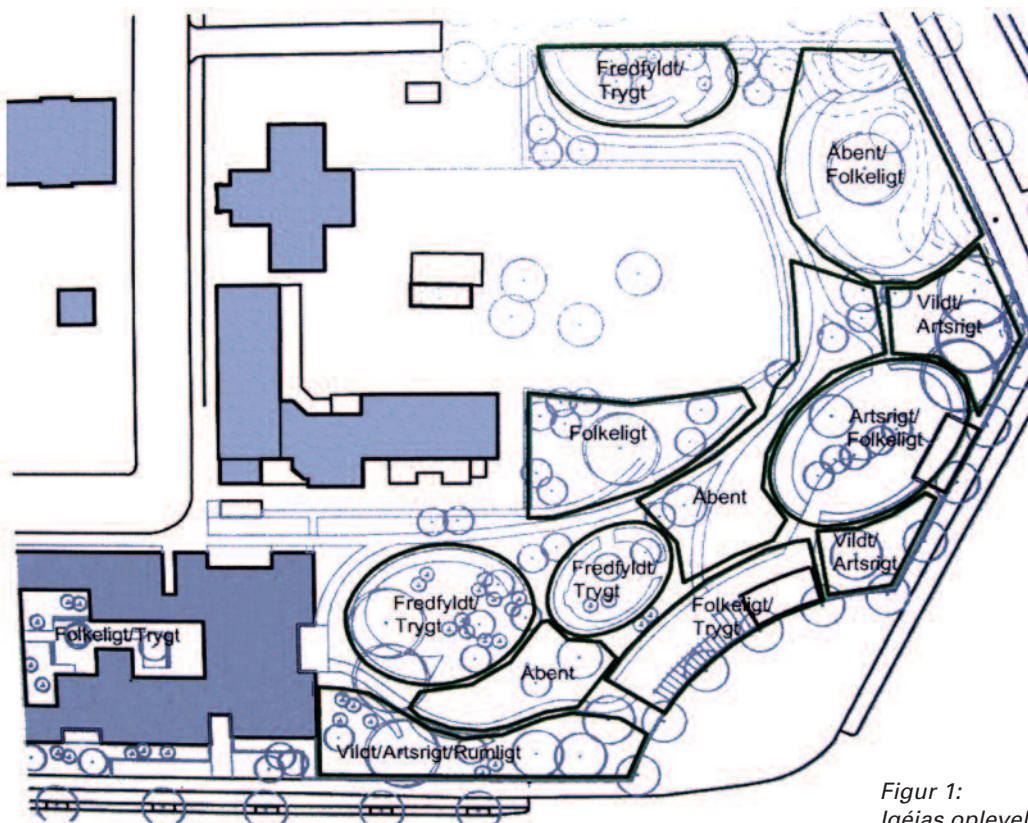 Fredfyldt/
Trygt
Åbent/
Folkeligt
Vildt/
Artsrigt
Artsrigt/
Folkeligt
Folkeligt
Åbent
Vildt/
Artsrigt
Fredfyldt/
Trygt
Folkeligt/
Trygt
Fredfyldt/
Trygt
Folkeligt/Trygt
Åbent
Vildt/Artsrigt/Rumligt
Figur 1: